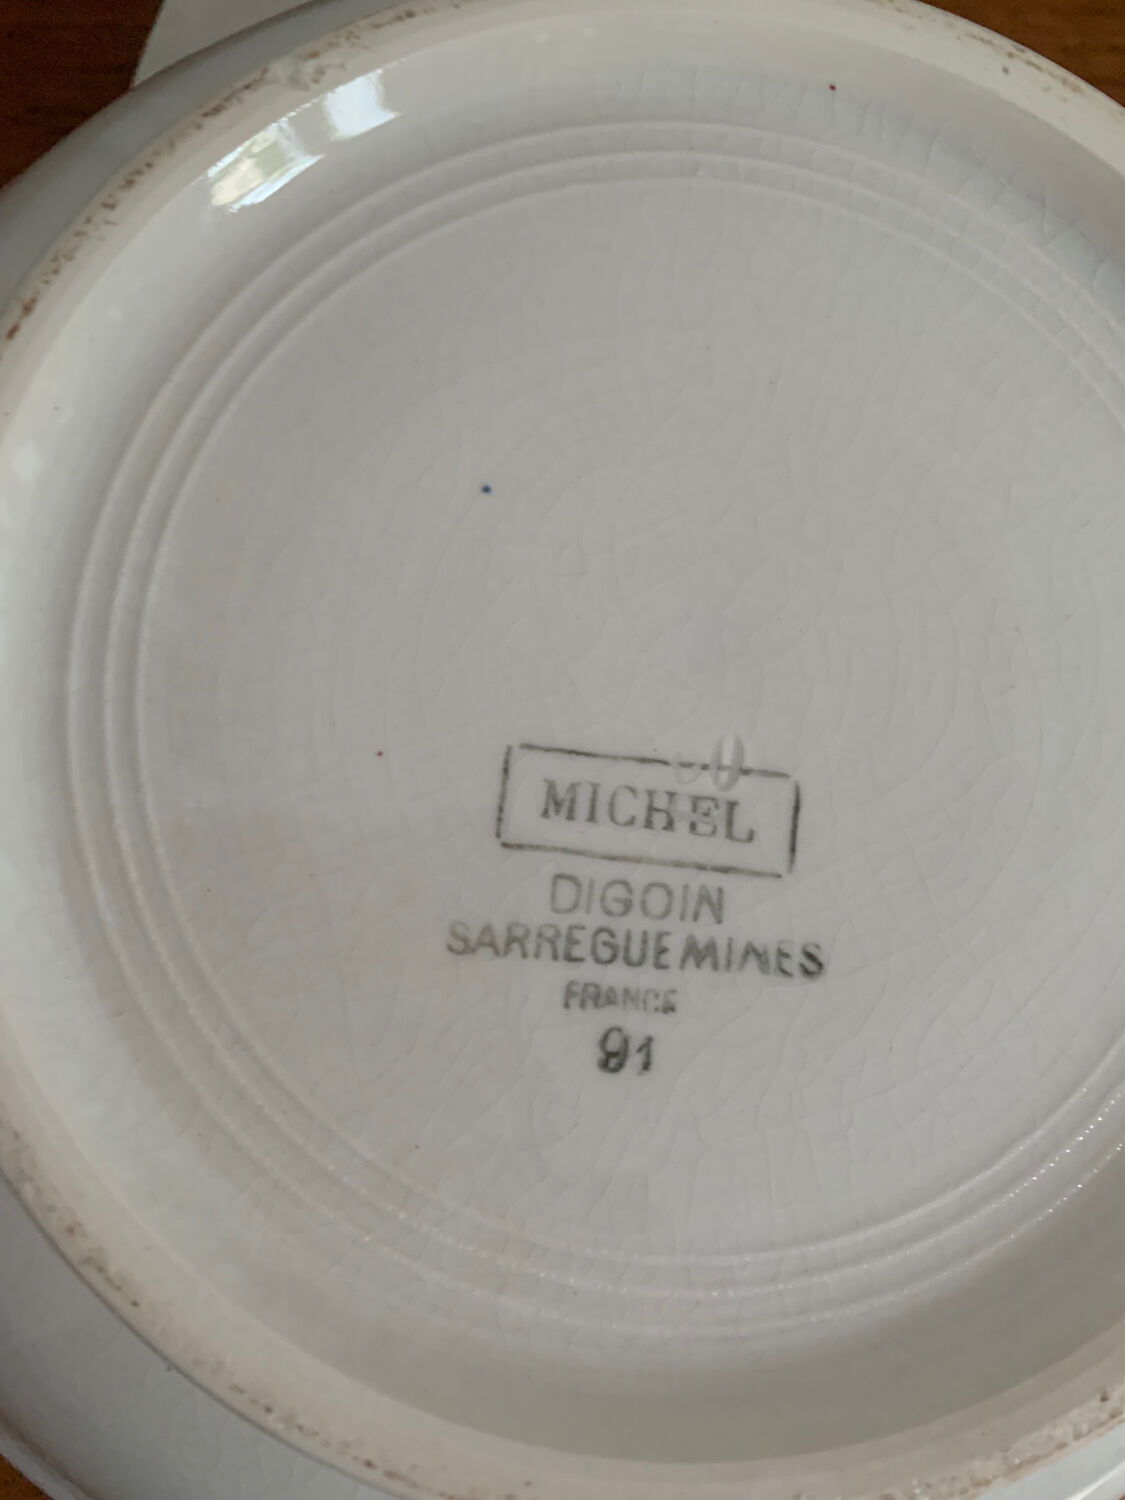 MICHEL
DIGOIN
SARREGUEMINES
FRANCE
91